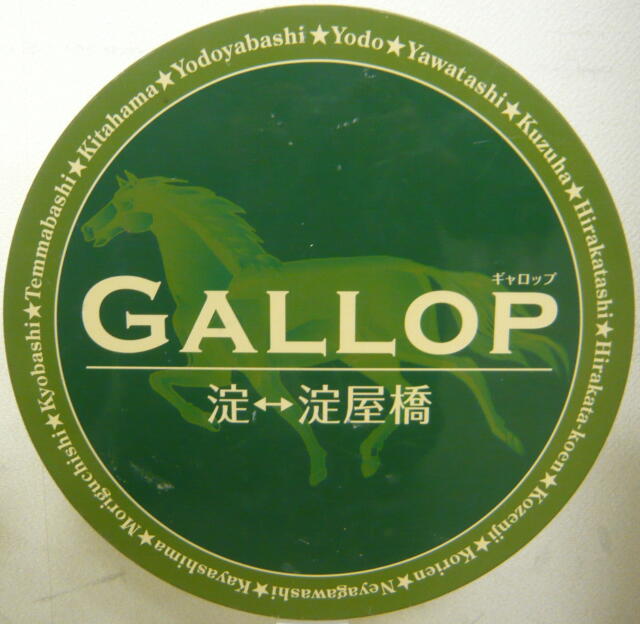 Yodoyabashi★Yodo★Yawatashi★Kuzuha★Hirakatashi★Hirakata-koen★Kozenji★Korien★Neyagawashi★Kayashima★Moriguchishi★Kyobashi★Temmabashi★Kitahama★
ギャロップ
GALLOP
淀↔淀屋橋